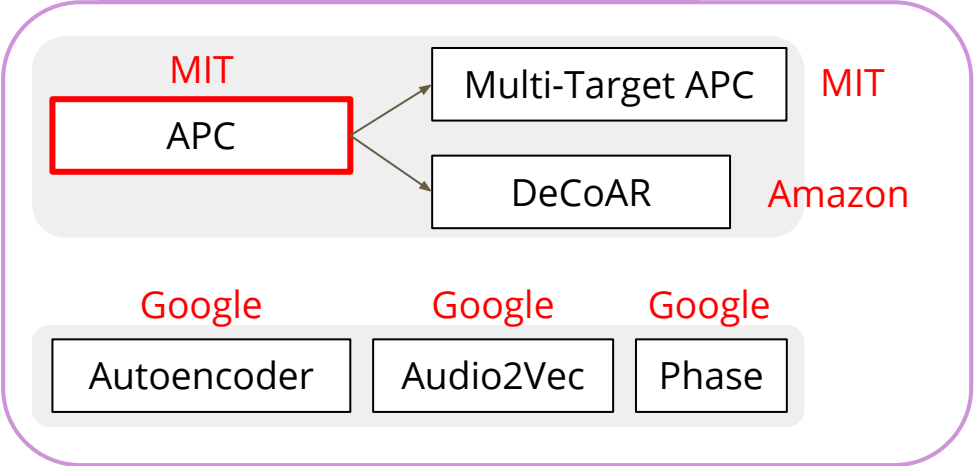 MIT
APC
Multi-Target APC
MIT
DeCoAR
Amazon
Google
Google
Google
Autoencoder
Audio2Vec
Phase